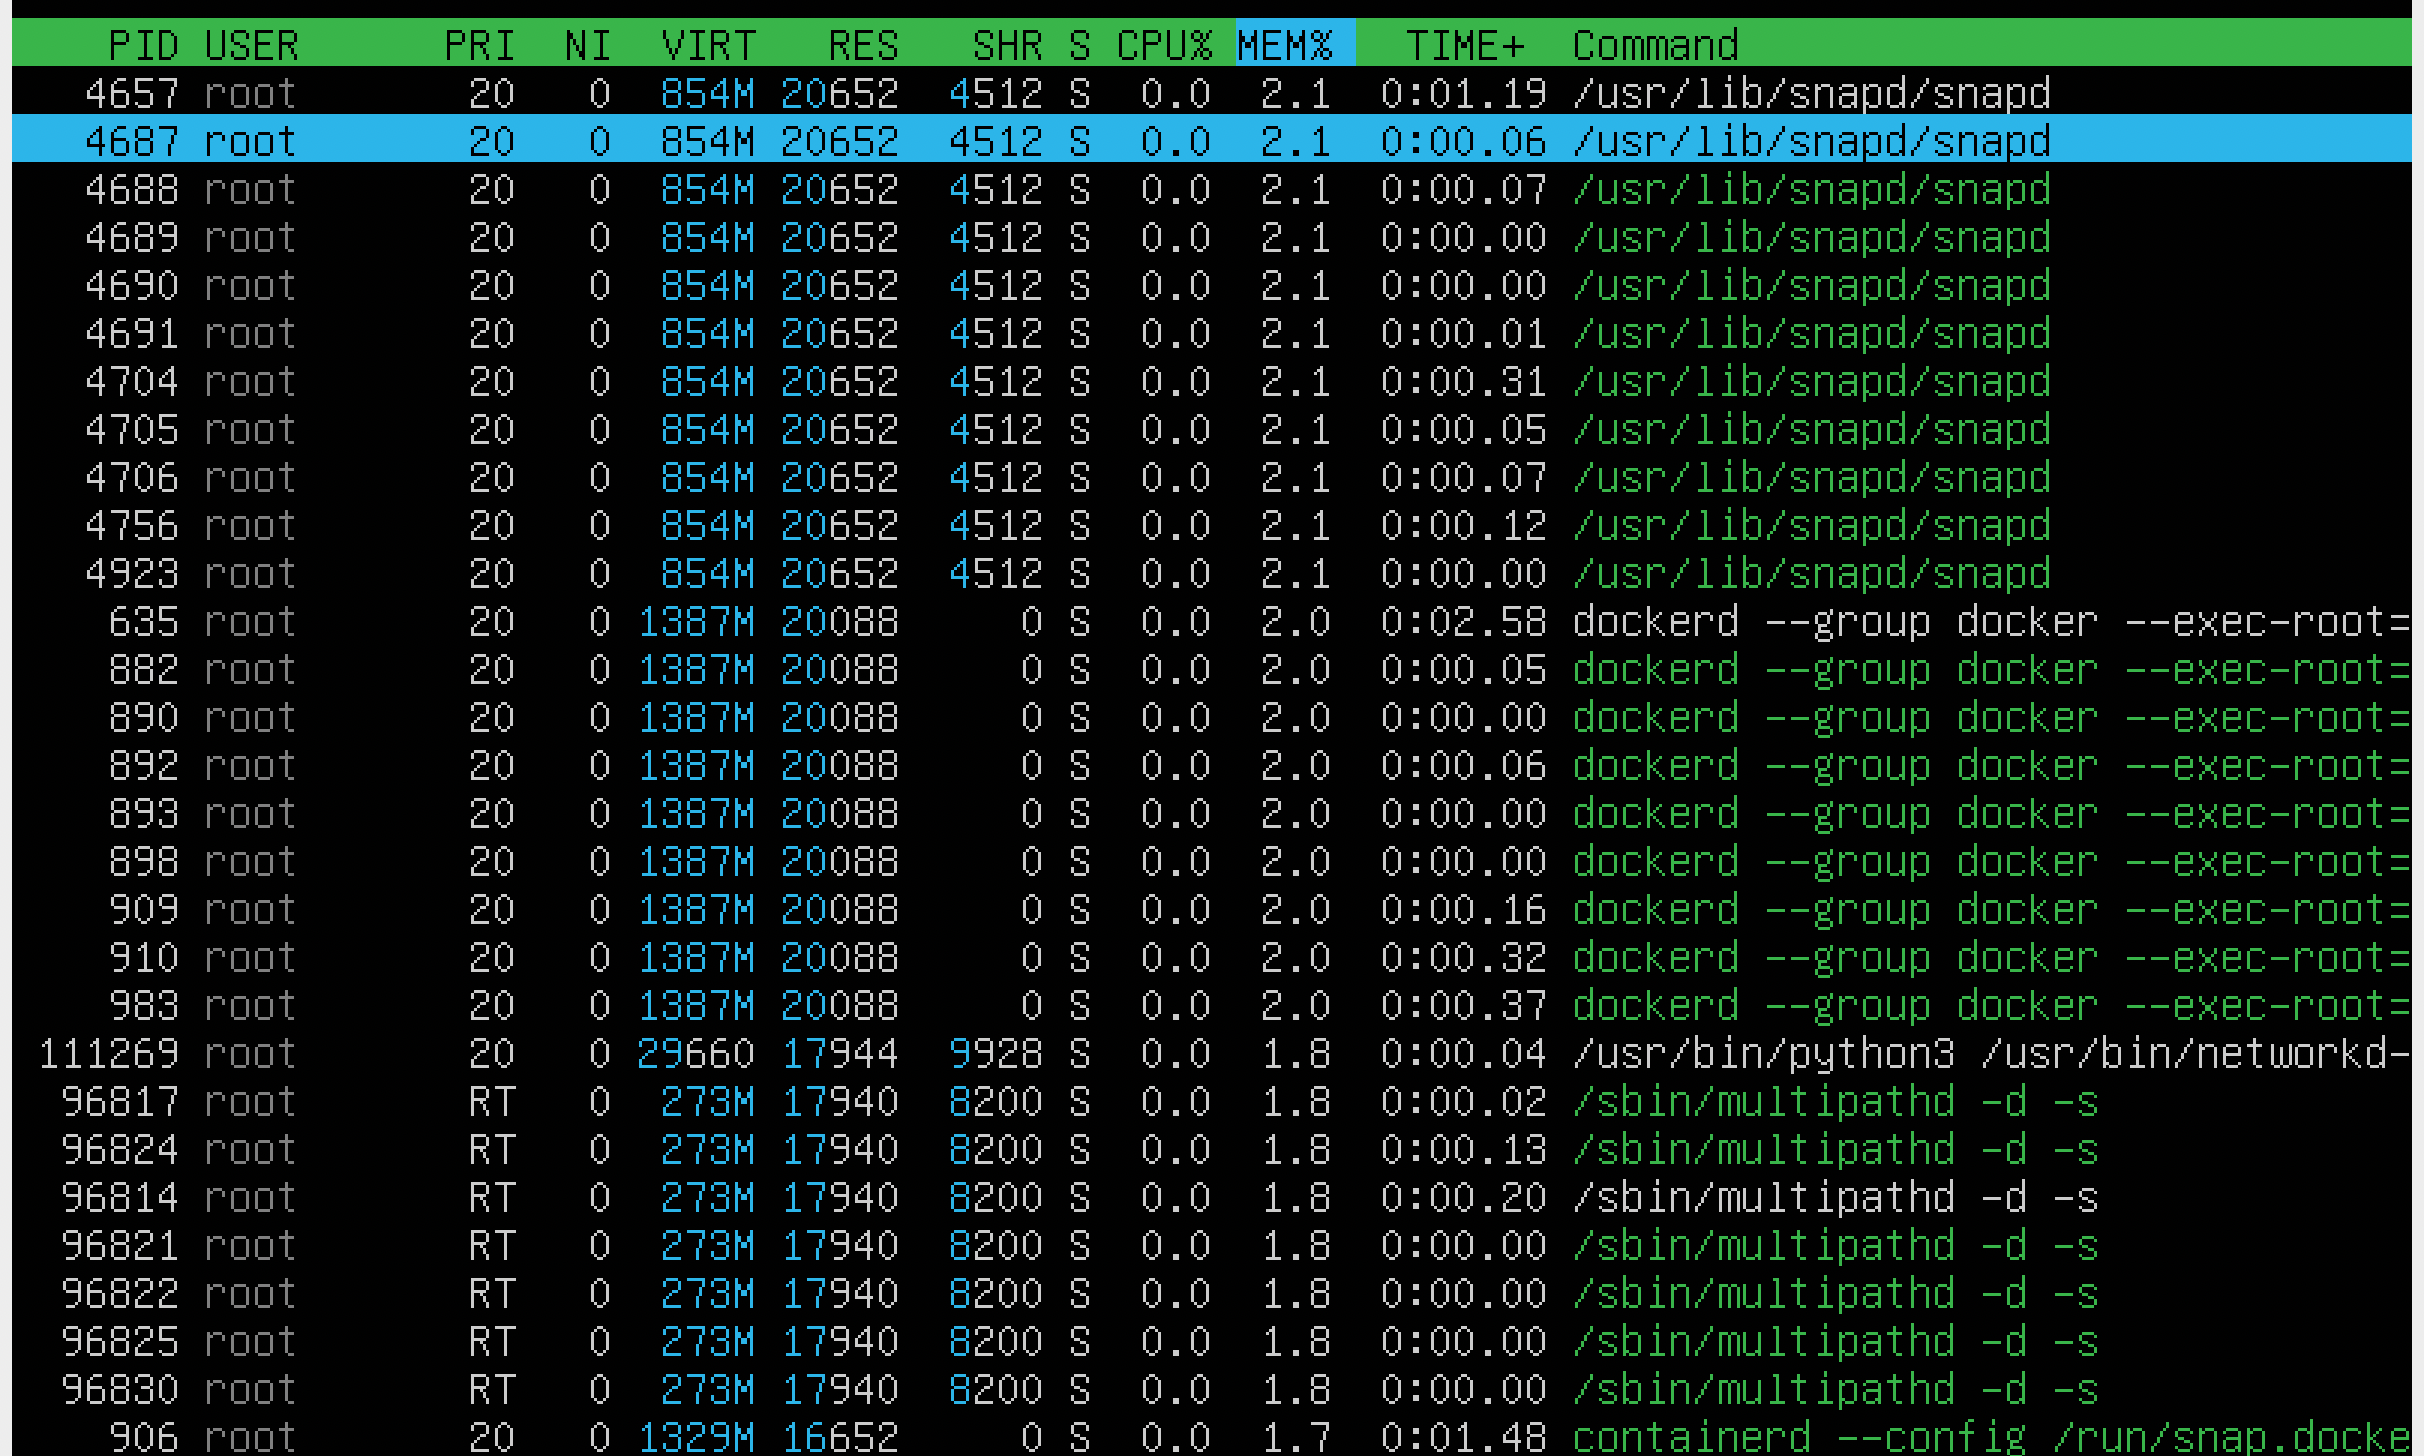 PID USER PRI NI VIRT RES SHR S CPU% MEM% TIME+ Command
4657 root 20 0 854M 20652 4512 S 0.0 2.1 0:01.19 /usr/lib/snapd/snapd
4687 root 20 0 854M 20652 4512 S 0.0 2.1 0:00.06 /usr/lib/snapd/snapd
4688 root 20 0 854M 20652 4512 S 0.0 2.1 0:00.07 /usr/lib/snapd/snapd
4689 root 20 0 854M 20652 4512 S 0.0 2.1 0:00.00 /usr/lib/snapd/snapd
4690 root 20 0 854M 20652 4512 S 0.0 2.1 0:00.00 /usr/lib/snapd/snapd
4691 root 20 0 854M 20652 4512 S 0.0 2.1 0:00.01 /usr/lib/snapd/snapd
4704 root 20 0 854M 20652 4512 S 0.0 2.1 0:00.31 /usr/lib/snapd/snapd
4705 root 20 0 854M 20652 4512 S 0.0 2.1 0:00.05 /usr/lib/snapd/snapd
4706 root 20 0 854M 20652 4512 S 0.0 2.1 0:00.07 /usr/lib/snapd/snapd
4756 root 20 0 854M 20652 4512 S 0.0 2.1 0:00.12 /usr/lib/snapd/snapd
4923 root 20 0 854M 20652 4512 S 0.0 2.1 0:00.00 /usr/lib/snapd/snapd
635 root 20 0 1387M 20088 0 S 0.0 2.0 0:02.58 dockerd --group docker --exec-root=
882 root 20 0 1387M 20088 0 S 0.0 2.0 0:00.05 dockerd --group docker --exec-root=
890 root 20 0 1387M 20088 0 S 0.0 2.0 0:00.00 dockerd --group docker --exec-root=
892 root 20 0 1387M 20088 0 S 0.0 2.0 0:00.06 dockerd --group docker --exec-root=
893 root 20 0 1387M 20088 0 S 0.0 2.0 0:00.00 dockerd --group docker --exec-root=
898 root 20 0 1387M 20088 0 S 0.0 2.0 0:00.00 dockerd --group docker --exec-root=
909 root 20 0 1387M 20088 0 S 0.0 2.0 0:00.16 dockerd --group docker --exec-root=
910 root 20 0 1387M 20088 0 S 0.0 2.0 0:00.32 dockerd --group docker --exec-root=
983 root 20 0 1387M 20088 0 S 0.0 2.0 0:00.37 dockerd --group docker --exec-root=
111269 root 20 0 29660 17944 9928 S 0.0 1.8 0:00.04 /usr/bin/python3 /usr/bin/networkd-
96817 root RT 0 273M 17940 8200 S 0.0 1.8 0:00.02 /sbin/multipathd -d -s
96824 root RT 0 273M 17940 8200 S 0.0 1.8 0:00.13 /sbin/multipathd -d -s
96814 root RT 0 273M 17940 8200 S 0.0 1.8 0:00.20 /sbin/multipathd -d -s
96821 root RT 0 273M 17940 8200 S 0.0 1.8 0:00.00 /sbin/multipathd -d -s
96822 root RT 0 273M 17940 8200 S 0.0 1.8 0:00.00 /sbin/multipathd -d -s
96825 root RT 0 273M 17940 8200 S 0.0 1.8 0:00.00 /sbin/multipathd -d -s
96830 root RT 0 273M 17940 8200 S 0.0 1.8 0:00.00 /sbin/multipathd -d -s
906 root 20 0 1329M 16652 0 S 0.0 1.7 0:01.48 containerd --config /run/snap.docke